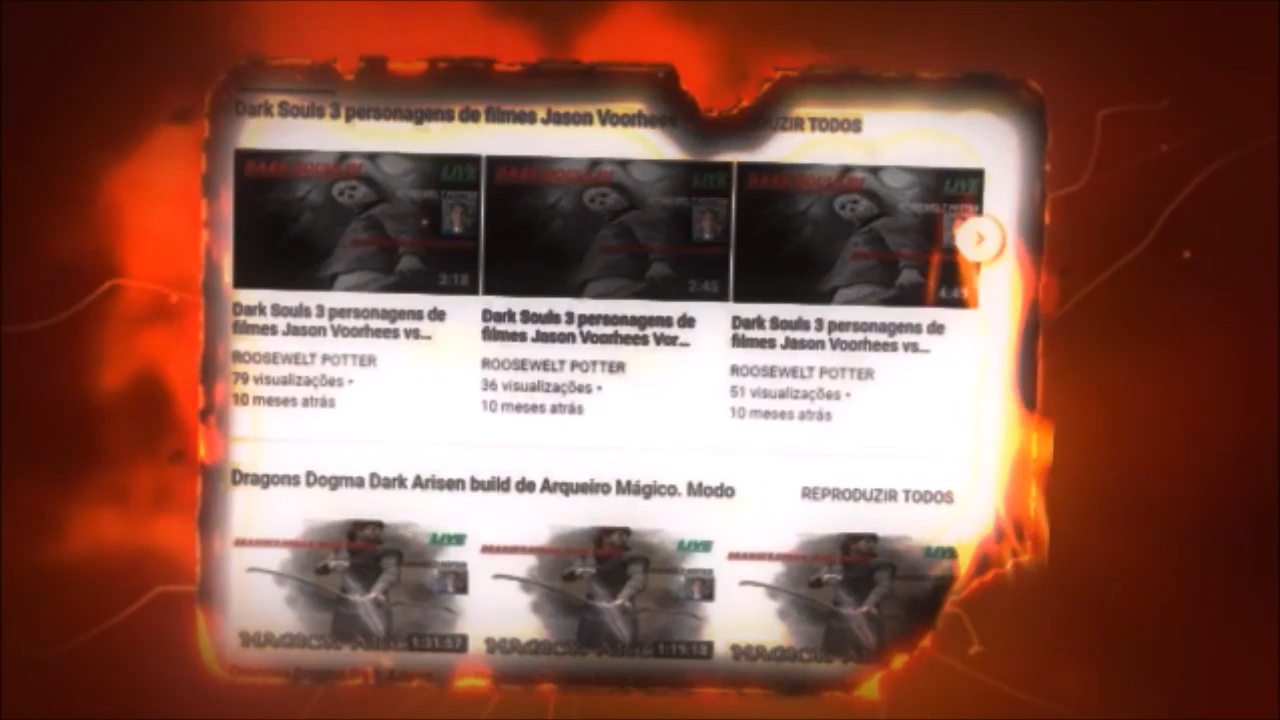 Dark Souls 3 personagens de filmes Jason Voorhees
UZIR TODOS
LIVE
3:18
LIVE
2:45
LIVE
Dark Souls 3 personagens de
filmes Jason Voorhees vs...
ROOSEWELT POTTER
79 visualizações •
10 meses atrás
Dark Souls 3 personagens de
filmes Jason Voorhees Vor...
ROOSEWELT POTTER
36 visualizações •
10 meses atrás
Dark Souls 3 personagens de
filmes Jason Voorhees vs...
ROOSEWELT POTTER
51 visualizações •
10 meses atrás
Dragons Dogma Dark Arisen build de Arqueiro Mágico. Modo
REPRODUZIR TODOS
LIVE
1:31:57
LIVE
1:19:18
LIVE